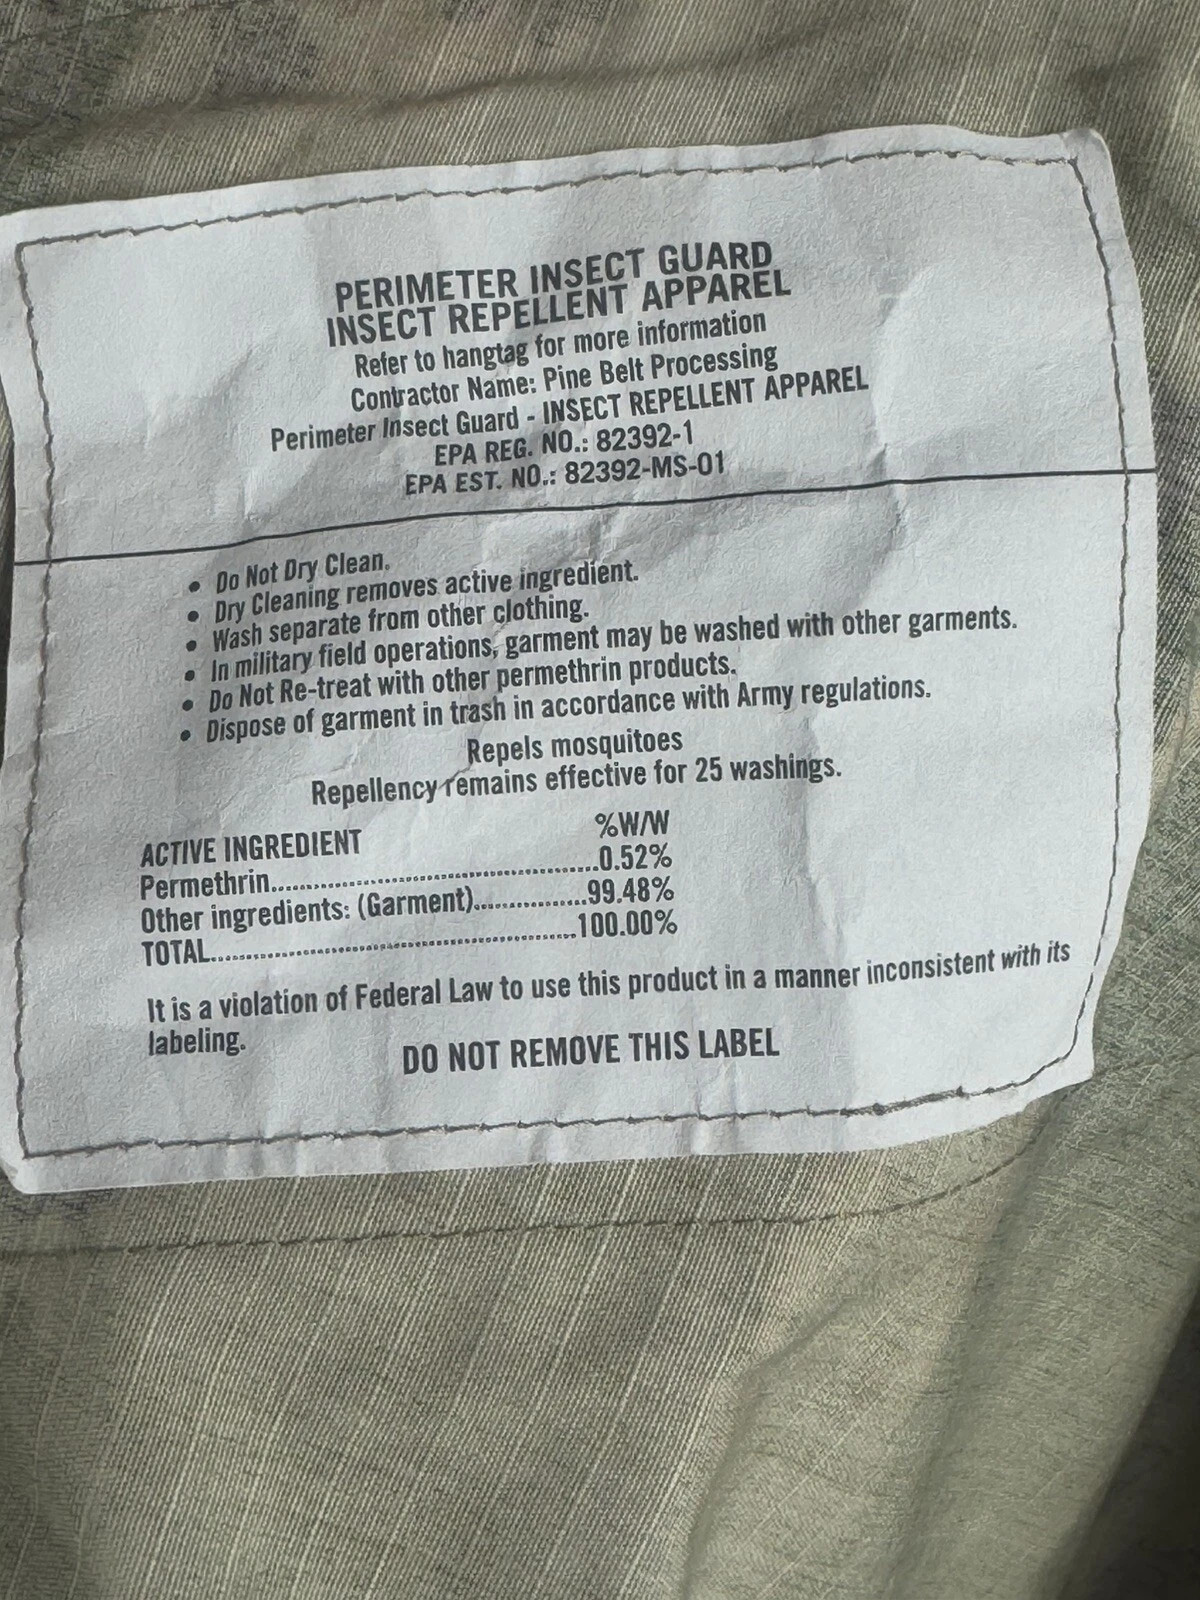 PERIMETER INSECT GUARD
INSECT REPELLENT APPAREL
Refer to hangtag for more information
Contractor Name: Pine Belt Processing
Perimeter Insect Guard - INSECT REPELLENT APPAREL
EPA REG. NO.: 82392-1
EPA EST. NO.: 82392-MS-01
• Do Not Dry Clean.
• Dry Cleaning removes active ingredient.
• Wash separate from other clothing.
• In military field operations, garment may be washed with other garments.
• Do Not Re-treat with other permethrin products.
• Dispose of garment in trash in accordance with Army regulations.
Repels mosquitoes
Repellency remains effective for 25 washings.
ACTIVE INGREDIENT %W/W
Permethrin..............................................0.52%
Other ingredients: (Garment)................99.48%
TOTAL....................................................100.00%
It is a violation of Federal Law to use this product in a manner inconsistent with its
labeling.
DO NOT REMOVE THIS LABEL